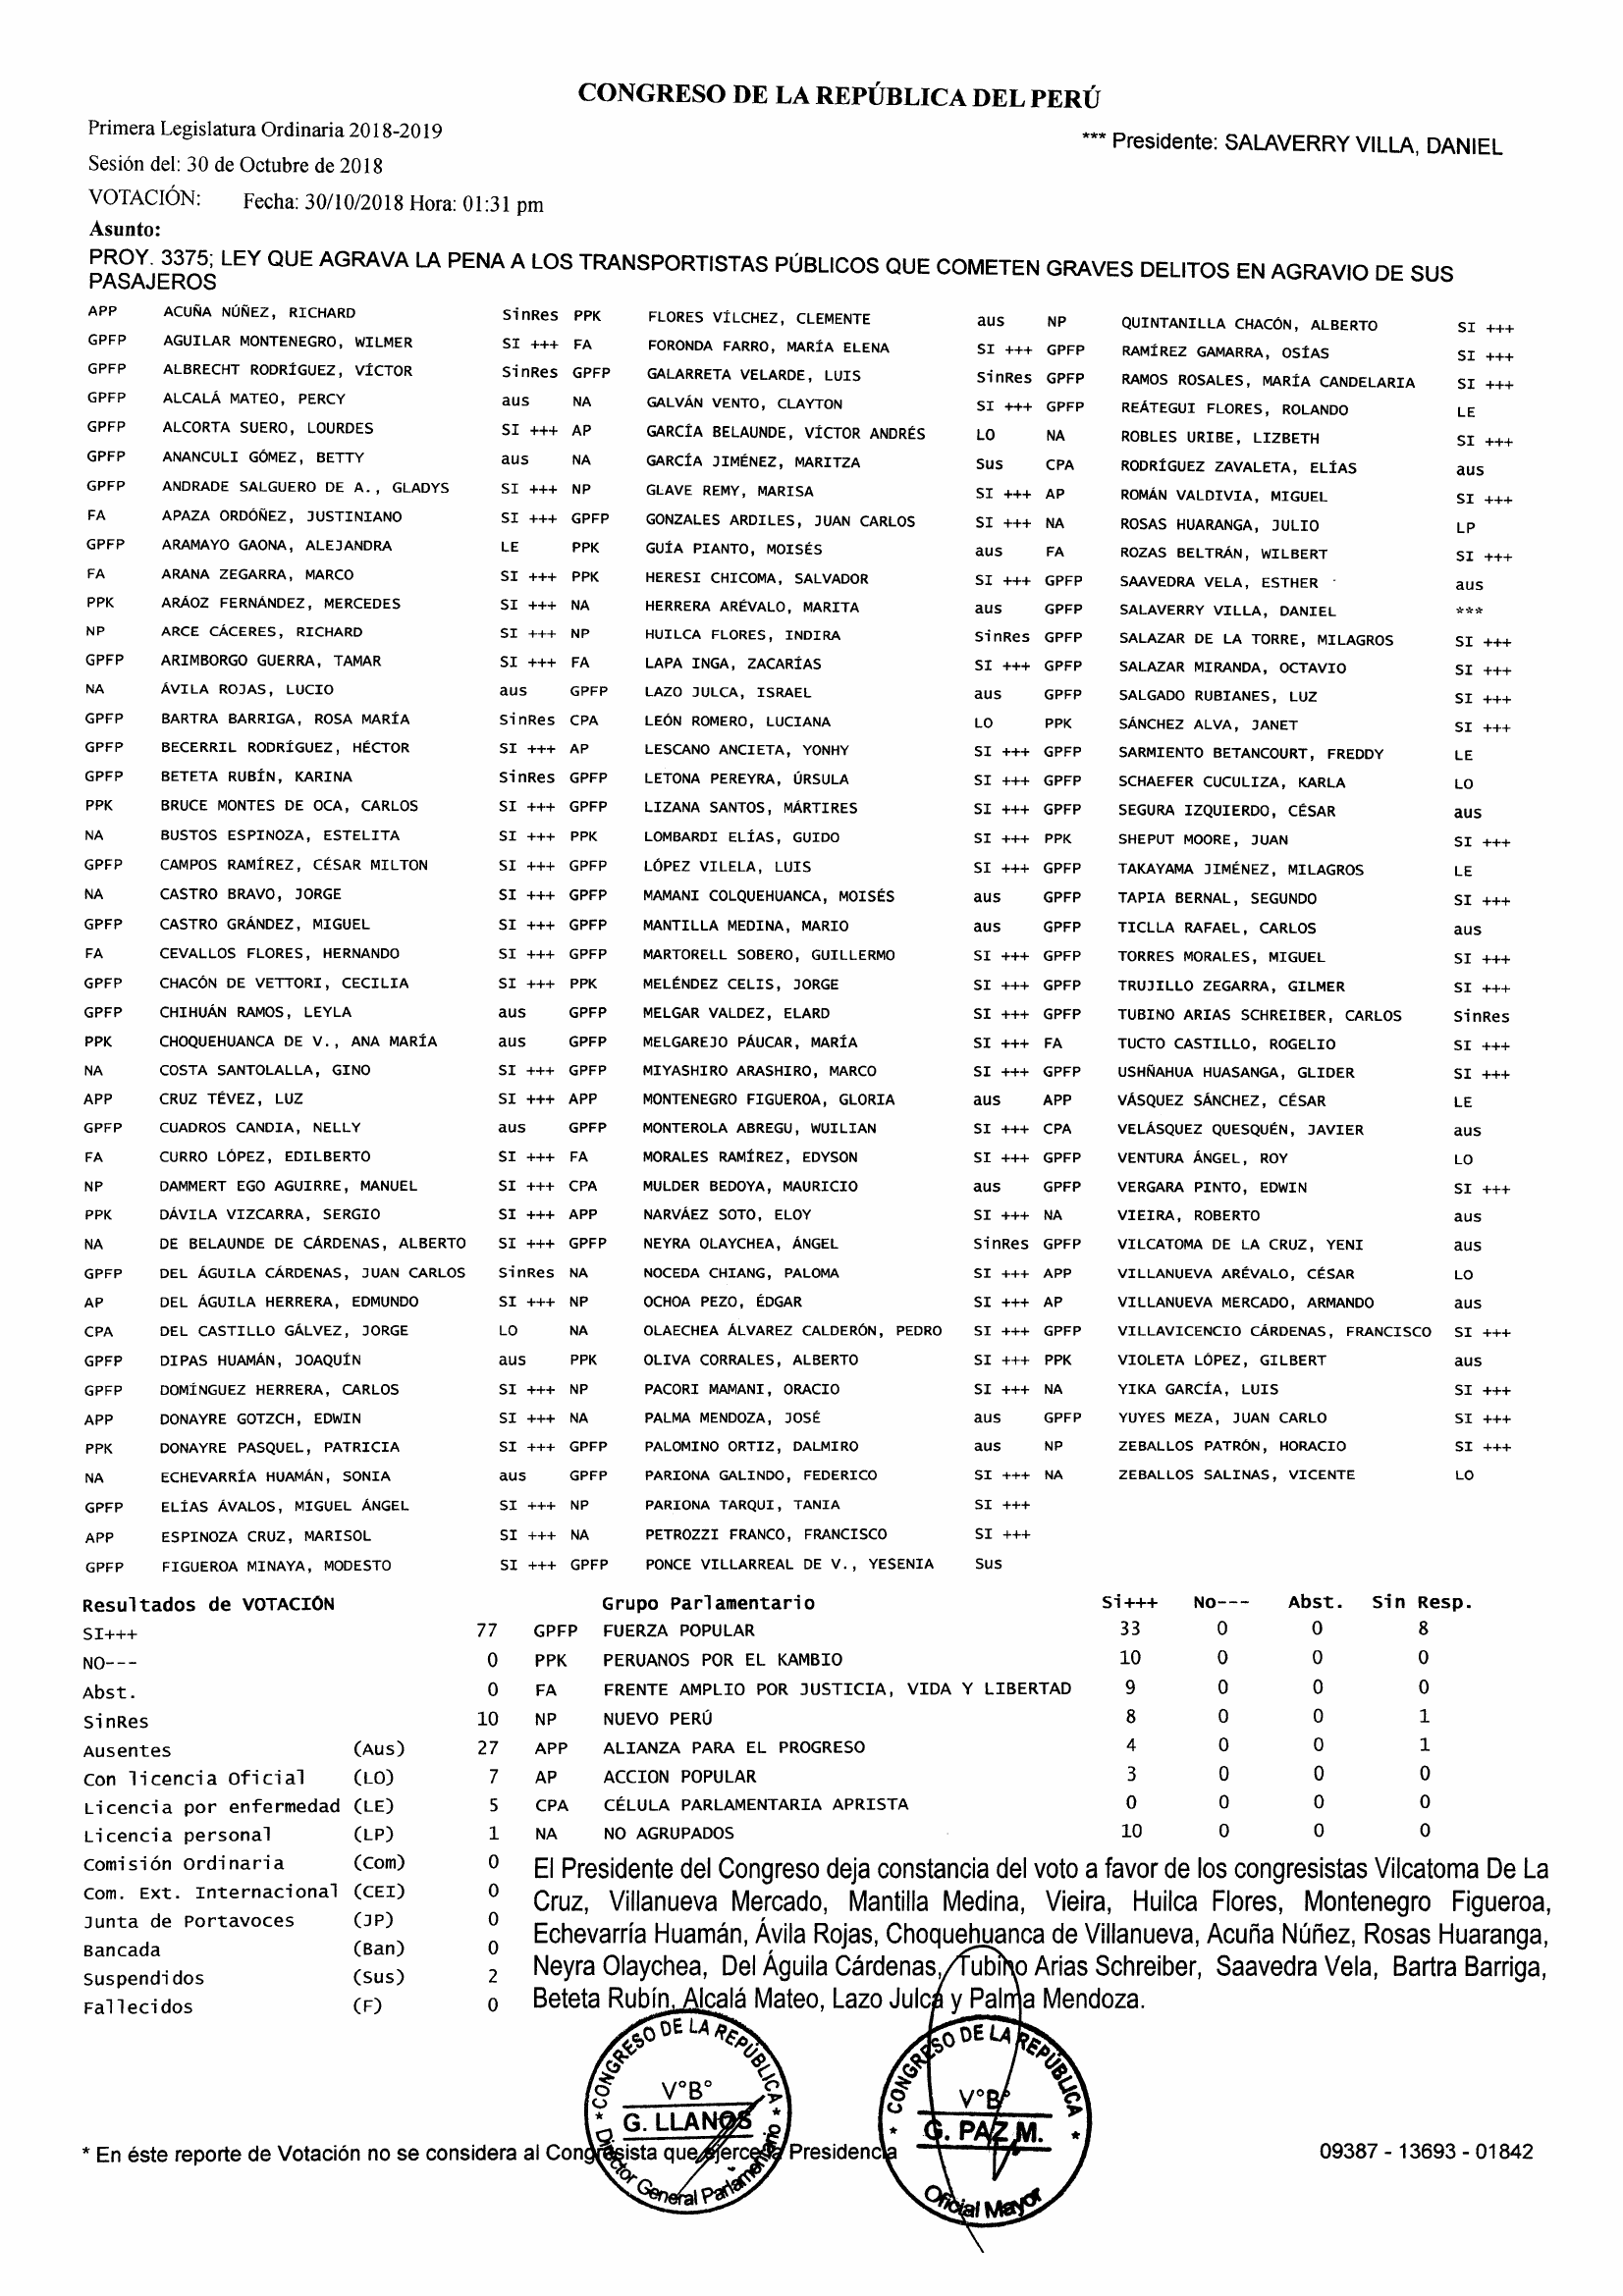 CONGRESO DE LA REPÚBLICA DEL PERÚ
Primera Legislatura Ordinaria 2018-2019
*** Presidente: SALAVERRY VILLA, DANIEL
Sesión del: 30 de Octubre de 2018
VOTACIÓN: Fecha: 30/10/2018 Hora: 01:31 pm
Asunto:
PROY. 3375; LEY QUE AGRAVA LA PENA A LOS TRANSPORTISTAS PÚBLICOS QUE COMETEN GRAVES DELITOS EN AGRAVIO DE SUS
PASAJEROS
APP ACUÑA NÚÑEZ, RICHARD SinRes PPK FLORES VÍLCHEZ, CLEMENTE aus NP QUINTANILLA CHACÓN, ALBERTO SI +++
GPFP AGUILAR MONTENEGRO, WILMER SI +++ FA FORONDA FARRO, MARÍA ELENA SI +++ GPFP RAMÍREZ GAMARRA, OSÍAS SI +++
GPFP ALBRECHT RODRÍGUEZ, VÍCTOR SinRes GPFP GALARRETA VELARDE, LUIS SinRes GPFP RAMOS ROSALES, MARÍA CANDELARIA SI +++
GPFP ALCALÁ MATEO, PERCY aus NA GALVÁN VENTO, CLAYTON SI +++ GPFP REÁTEGUI FLORES, ROLANDO LE
GPFP ALCORTA SUERO, LOURDES SI +++ AP GARCÍA BELAUNDE, VÍCTOR ANDRÉS LO NA ROBLES URIBE, LIZBETH SI +++
GPFP ANANCULI GÓMEZ, BETTY aus NA GARCÍA JIMÉNEZ, MARITZA Sus CPA RODRÍGUEZ ZAVALETA, ELÍAS aus
GPFP ANDRADE SALGUERO DE A., GLADYS SI +++ NP GLAVE REMY, MARISA SI +++ AP ROMÁN VALDIVIA, MIGUEL SI +++
FA APAZA ORDÓÑEZ, JUSTINIANO SI +++ GPFP GONZALES ARDILES, JUAN CARLOS SI +++ NA ROSAS HUARANGA, JULIO LP
GPFP ARAMAYO GAONA, ALEJANDRA LE PPK GUÍA PIANTO, MOISÉS aus FA ROZAS BELTRÁN, WILBERT SI +++
FA ARANA ZEGARRA, MARCO SI +++ PPK HERESI CHICOMA, SALVADOR SI +++ GPFP SAAVEDRA VELA, ESTHER aus
PPK ARÁOZ FERNÁNDEZ, MERCEDES SI +++ NA HERRERA ARÉVALO, MARITA aus GPFP SALAVERRY VILLA, DANIEL ***
NP ARCE CÁCERES, RICHARD SI +++ NP HUILCA FLORES, INDIRA SinRes GPFP SALAZAR DE LA TORRE, MILAGROS SI +++
GPFP ARIMBORGO GUERRA, TAMAR SI +++ FA LAPA INGA, ZACARÍAS SI +++ GPFP SALAZAR MIRANDA, OCTAVIO SI +++
NA ÁVILA ROJAS, LUCIO aus GPFP LAZO JULCA, ISRAEL aus GPFP SALGADO RUBIANES, LUZ SI +++
GPFP BARTRA BARRIGA, ROSA MARÍA SinRes CPA LEÓN ROMERO, LUCIANA LO PPK SÁNCHEZ ALVA, JANET SI +++
GPFP BECERRIL RODRÍGUEZ, HÉCTOR SI +++ AP LESCANO ANCIETA, YONHY SI +++ GPFP SARMIENTO BETANCOURT, FREDDY LE
GPFP BETETA RUBÍN, KARINA SinRes GPFP LETONA PEREYRA, ÚRSULA SI +++ GPFP SCHAEFER CUCULIZA, KARLA LO
PPK BRUCE MONTES DE OCA, CARLOS SI +++ GPFP LIZANA SANTOS, MÁRTIRES SI +++ GPFP SEGURA IZQUIERDO, CÉSAR aus
NA BUSTOS ESPINOZA, ESTELITA SI +++ PPK LOMBARDI ELÍAS, GUIDO SI +++ PPK SHEPUT MOORE, JUAN SI +++
GPFP CAMPOS RAMÍREZ, CÉSAR MILTON SI +++ GPFP LÓPEZ VILELA, LUIS SI +++ GPFP TAKAYAMA JIMÉNEZ, MILAGROS LE
NA CASTRO BRAVO, JORGE SI +++ GPFP MAMANI COLQUEHUANCA, MOISÉS aus GPFP TAPIA BERNAL, SEGUNDO SI +++
GPFP CASTRO GRÁNDEZ, MIGUEL SI +++ GPFP MANTILLA MEDINA, MARIO aus GPFP TICLLA RAFAEL, CARLOS aus
FA CEVALLOS FLORES, HERNANDO SI +++ GPFP MARTORELL SOBERO, GUILLERMO SI +++ GPFP TORRES MORALES, MIGUEL SI +++
GPFP CHACÓN DE VETTORI, CECILIA SI +++ PPK MELÉNDEZ CELIS, JORGE SI +++ GPFP TRUJILLO ZEGARRA, GILMER SI +++
GPFP CHIHUÁN RAMOS, LEYLA aus GPFP MELGAR VALDEZ, ELARD SI +++ GPFP TUBINO ARIAS SCHREIBER, CARLOS SinRes
PPK CHOQUEHUANCA DE V., ANA MARÍA aus GPFP MELGAREJO PÁUCAR, MARÍA SI +++ FA TUCTO CASTILLO, ROGELIO SI +++
NA COSTA SANTOLALLA, GINO SI +++ GPFP MIYASHIRO ARASHIRO, MARCO SI +++ GPFP USHÑAHUA HUASANGA, GLIDER SI +++
APP CRUZ TÉVEZ, LUZ SI +++ APP MONTENEGRO FIGUEROA, GLORIA aus APP VÁSQUEZ SÁNCHEZ, CÉSAR LE
GPFP CUADROS CANDIA, NELLY aus GPFP MONTEROLA ABREGU, WUILIAN SI +++ CPA VELÁSQUEZ QUESQUÉN, JAVIER aus
FA CURRO LÓPEZ, EDILBERTO SI +++ FA MORALES RAMÍREZ, EDYSON SI +++ GPFP VENTURA ÁNGEL, ROY LO
NP DAMMERT EGO AGUIRRE, MANUEL SI +++ CPA MULDER BEDOYA, MAURICIO aus GPFP VERGARA PINTO, EDWIN SI +++
PPK DÁVILA VIZCARRA, SERGIO SI +++ APP NARVÁEZ SOTO, ELOY SI +++ NA VIEIRA, ROBERTO aus
NA DE BELAUNDE DE CÁRDENAS, ALBERTO SI +++ GPFP NEYRA OLAYCHEA, ÁNGEL SinRes GPFP VILCATOMA DE LA CRUZ, YENI aus
GPFP DEL ÁGUILA CÁRDENAS, JUAN CARLOS SinRes NA NOCEDA CHIANG, PALOMA SI +++ APP VILLANUEVA ARÉVALO, CÉSAR LO
AP DEL ÁGUILA HERRERA, EDMUNDO SI +++ NP OCHOA PEZO, ÉDGAR SI +++ AP VILLANUEVA MERCADO, ARMANDO aus
CPA DEL CASTILLO GÁLVEZ, JORGE LO NA OLAECHEA ÁLVAREZ CALDERÓN, PEDRO SI +++ GPFP VILLAVICENCIO CÁRDENAS, FRANCISCO SI +++
GPFP DIPAS HUAMÁN, JOAQUÍN aus PPK OLIVA CORRALES, ALBERTO SI +++ PPK VIOLETA LÓPEZ, GILBERT aus
GPFP DOMÍNGUEZ HERRERA, CARLOS SI +++ NP PACORI MAMANI, ORACIO SI +++ NA YIKA GARCÍA, LUIS SI +++
APP DONAYRE GOTZCH, EDWIN SI +++ NA PALMA MENDOZA, JOSÉ aus GPFP YUYES MEZA, JUAN CARLO SI +++
PPK DONAYRE PASQUEL, PATRICIA SI +++ GPFP PALOMINO ORTIZ, DALMIRO aus NP ZEBALLOS PATRÓN, HORACIO SI +++
NA ECHEVARRÍA HUAMÁN, SONIA aus GPFP PARIONA GALINDO, FEDERICO SI +++ NA ZEBALLOS SALINAS, VICENTE LO
GPFP ELÍAS ÁVALOS, MIGUEL ÁNGEL SI +++ NP PARIONA TARQUI, TANIA SI +++
APP ESPINOZA CRUZ, MARISOL SI +++ NA PETROZZI FRANCO, FRANCISCO SI +++
GPFP FIGUEROA MINAYA, MODESTO SI +++ GPFP PONCE VILLARREAL DE V., YESENIA Sus
Resultados de VOTACIÓN Grupo Parlamentario Si+++ No--- Abst. Sin Resp.
SI+++ 77 GPFP FUERZA POPULAR 33 0 0 8
NO--- 0 PPK PERUANOS POR EL KAMBIO 10 0 0 0
Abst. 0 FA FRENTE AMPLIO POR JUSTICIA, VIDA Y LIBERTAD 9 0 0 0
SinRes 10 NP NUEVO PERÚ 8 0 0 1
Ausentes (Aus) 27 APP ALIANZA PARA EL PROGRESO 4 0 0 1
Con licencia Oficial (LO) 7 AP ACCION POPULAR 3 0 0 0
Licencia por enfermedad (LE) 5 CPA CÉLULA PARLAMENTARIA APRISTA 0 0 0 0
Licencia personal (LP) 1 NA NO AGRUPADOS 10 0 0 0
Comisión Ordinaria (Com) 0
Com. Ext. Internacional (CEI) 0
Junta de Portavoces (JP) 0
Bancada (Ban) 0
Suspendidos (Sus) 2
Fallecidos (F) 0
El Presidente del Congreso deja constancia del voto a favor de los congresistas Vilcatoma De La
Cruz, Villanueva Mercado, Mantilla Medina, Vieira, Huilca Flores, Montenegro Figueroa,
Echevarría Huamán, Ávila Rojas, Choquehuanca de Villanueva, Acuña Núñez, Rosas Huaranga,
Neyra Olaychea, Del Águila Cárdenas, Tubino Arias Schreiber, Saavedra Vela, Bartra Barriga,
Beteta Rubín, Alcalá Mateo, Lazo Julca y Palma Mendoza.
* CONGRESO DE LA REPÚBLICA *
V°B°
G. LLANOS
Director General Parlamentario
* CONGRESO DE LA REPÚBLICA *
V°B°
G. PAZ M.
Oficial Mayor
* En éste reporte de Votación no se considera al Congresista que ejerce la Presidencia
09387 - 13693 - 01842